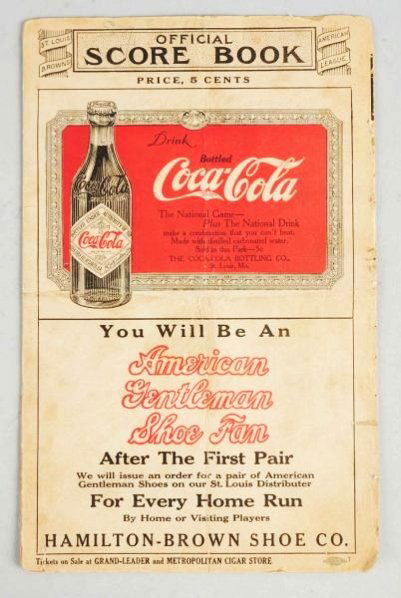 ST. LOUIS
BROWNS
OFFICIAL
SCORE BOOK
AMERICAN
LEAGUE
PRICE, 5 CENTS
Drink
Bottled
Coca-Cola
The National Game—
Plus The National Drink
make a combination that you can't beat.
Made with distilled carbonated water.
Sold in this Park—5c
THE COCA-COLA BOTTLING CO.,
St. Louis, Mo.
Coca-Cola
Coca-Cola
You Will Be An
American
Gentleman
Shoe Fan
After The First Pair
We will issue an order for a pair of American
Gentleman Shoes on our St. Louis Distributer
For Every Home Run
By Home or Visiting Players
HAMILTON-BROWN SHOE CO.
Tickets on Sale at GRAND-LEADER and METROPOLITAN CIGAR STORE